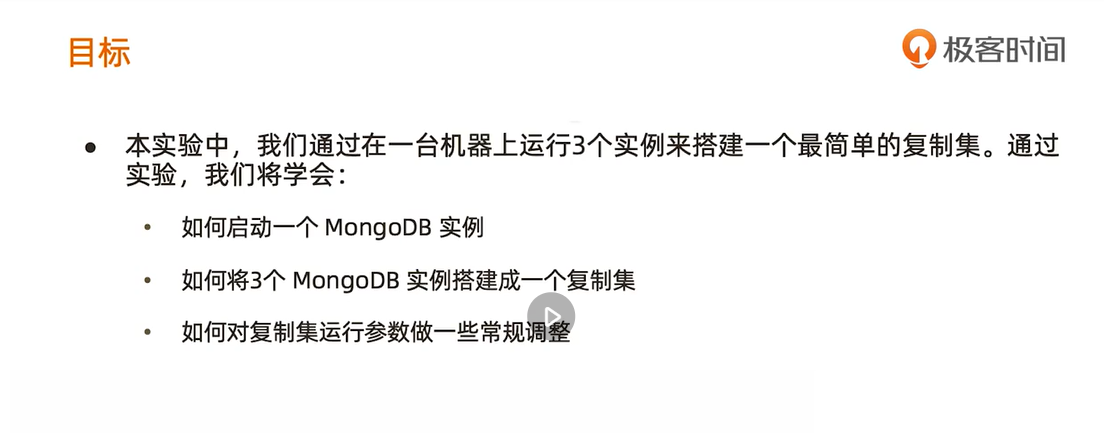 目标
极客时间
● 本实验中，我们通过在一台机器上运行3个实例来搭建一个最简单的复制集。通过
实验，我们将学会：
• 如何启动一个 MongoDB 实例
• 如何将3个 MongoDB 实例搭建成一个复制集
• 如何对复制集运行参数做一些常规调整